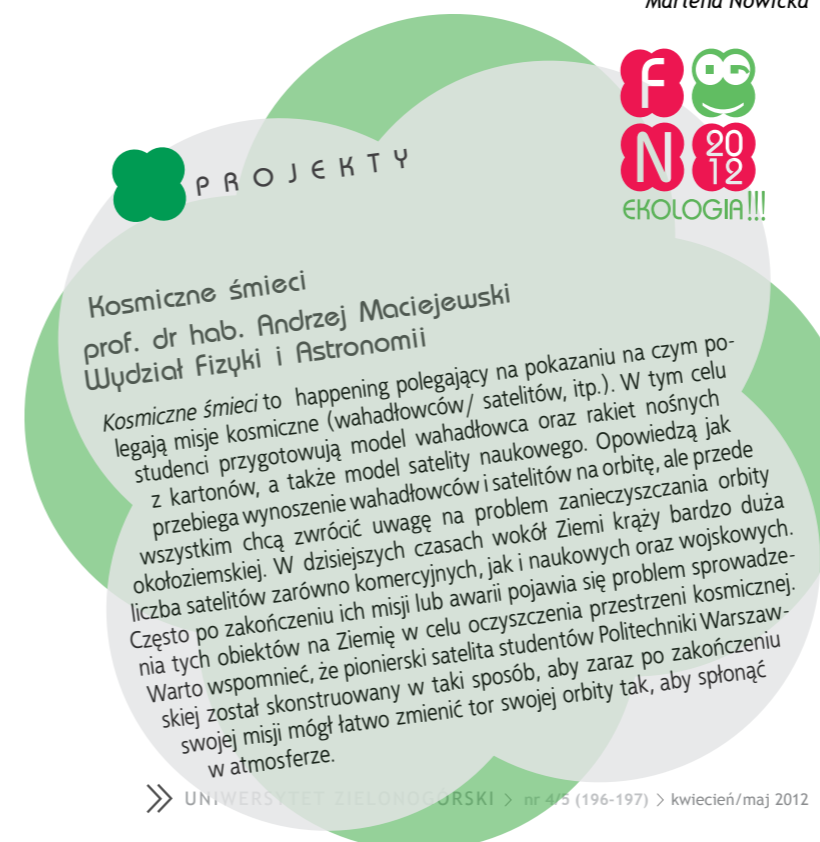 Marlena Nowicka
F OG
N 20 12
EKOLOGIA!!!
PROJEKTY
Kosmiczne śmieci
prof. dr hab. Andrzej Maciejewski
Wydział Fizyki i Astronomii
Kosmiczne śmieci to happening polegający na pokazaniu na czym po-
legają misje kosmiczne (wahadłowców/ satelitów, itp.). W tym celu
studenci przygotowują model wahadłowca oraz rakiet nośnych
z kartonów, a także model satelity naukowego. Opowiedzą jak
przebiega wynoszenie wahadłowców i satelitów na orbitę, ale przede
wszystkim chcą zwrócić uwagę na problem zanieczyszczania orbity
okołoziemskiej. W dzisiejszych czasach wokół Ziemi krąży bardzo duża
liczba satelitów zarówno komercyjnych, jak i naukowych oraz wojskowych.
Często po zakończeniu ich misji lub awarii pojawia się problem sprowadze-
nia tych obiektów na Ziemię w celu oczyszczenia przestrzeni kosmicznej.
Warto wspomnieć, że pionierski satelita studentów Politechniki Warszaw-
skiej został skonstruowany w taki sposób, aby zaraz po zakończeniu
swojej misji mógł łatwo zmienić tor swojej orbity tak, aby spłonąć
w atmosferze.
UNIWERSYTET ZIELONOGÓRSKI > nr 4/5 (196-197) > kwiecień/maj 2012